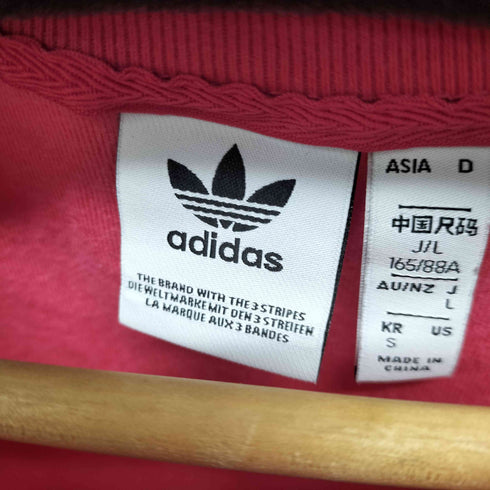 adidas
THE BRAND WITH THE 3 STRIPES
DIE WELTMARKE MIT DEN 3 STREIFEN
LA MARQUE AUX 3 BANDES
ASIA D
中国尺码
J/L
165/88A
AU/NZ J
L
KR US
S
MADE IN
CHINA